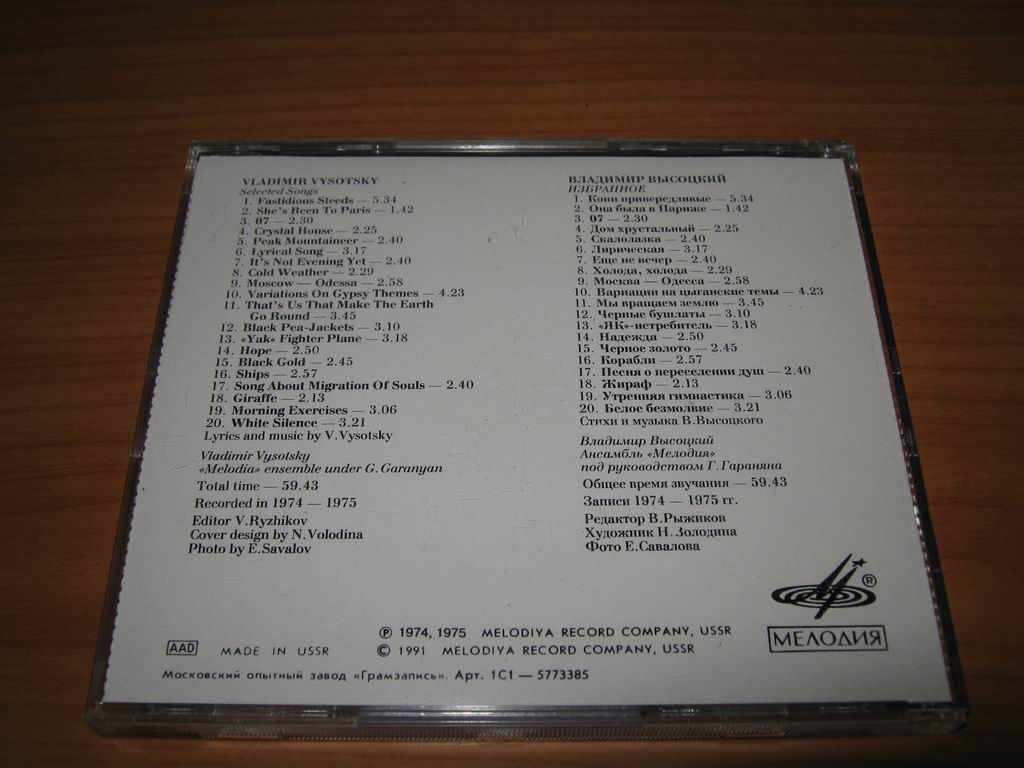 VLADIMIR VYSOTSKY
Selected Songs
1. Fastidious Steeds — 5.34
2. She's Been To Paris — 1.42
3. 07 — 2.30
4. Crystal House — 2.25
5. Peak Mountaineer — 2.40
6. Lyrical Song — 3.17
7. It's Not Evening Yet — 2.40
8. Cold Weather — 2.29
9. Moscow — Odessa — 2.58
10. Variations On Gypsy Themes — 4.23
11. That's Us That Make The Earth
Go Round — 3.45
12. Black Pea-Jackets — 3.10
13. «Yak» Fighter Plane — 3.18
14. Hope — 2.50
15. Black Gold — 2.45
16. Ships — 2.57
17. Song About Migration Of Souls — 2.40
18. Giraffe — 2.13
19. Morning Exercises — 3.06
20. White Silence — 3.21
Lyrics and music by V.Vysotsky
Vladimir Vysotsky
«Melodia» ensemble under G.Garanyan
Total time — 59.43
Recorded in 1974 — 1975
Editor V.Ryzhikov
Cover design by N.Volodina
Photo by E.Savalov
ВЛАДИМИР ВЫСОЦКИЙ
ИЗБРАННОЕ
1. Кони привередливые — 5.34
2. Она была в Париже — 1.42
3. 07 — 2.30
4. Дом хрустальный — 2.25
5. Скалолазка — 2.40
6. Лирическая — 3.17
7. Еще не вечер — 2.40
8. Холода, холода — 2.29
9. Москва — Одесса — 2.58
10. Вариации на цыганские темы — 4.23
11. Мы вращаем землю — 3.45
12. Черные бушлаты — 3.10
13. «ЯК»-истребитель — 3.18
14. Надежда — 2.50
15. Черное золото — 2.45
16. Корабли — 2.57
17. Песня о переселении душ — 2.40
18. Жираф — 2.13
19. Утренняя гимнастика — 3.06
20. Белое безмолвие — 3.21
Стихи и музыка В.Высоцкого
Владимир Высоцкий
Ансамбль «Мелодия»
под руководством Г.Гараняна
Общее время звучания — 59.43
Записи 1974 — 1975 гг.
Редактор В.Рыжиков
Художник Н.Володина
Фото Е.Савалова
®
МЕЛОДИЯ
℗ 1974, 1975 MELODIYA RECORD COMPANY, USSR
AAD MADE IN USSR © 1991 MELODIYA RECORD COMPANY, USSR
Московский опытный завод «Грамзапись». Арт. 1С1 — 5773385